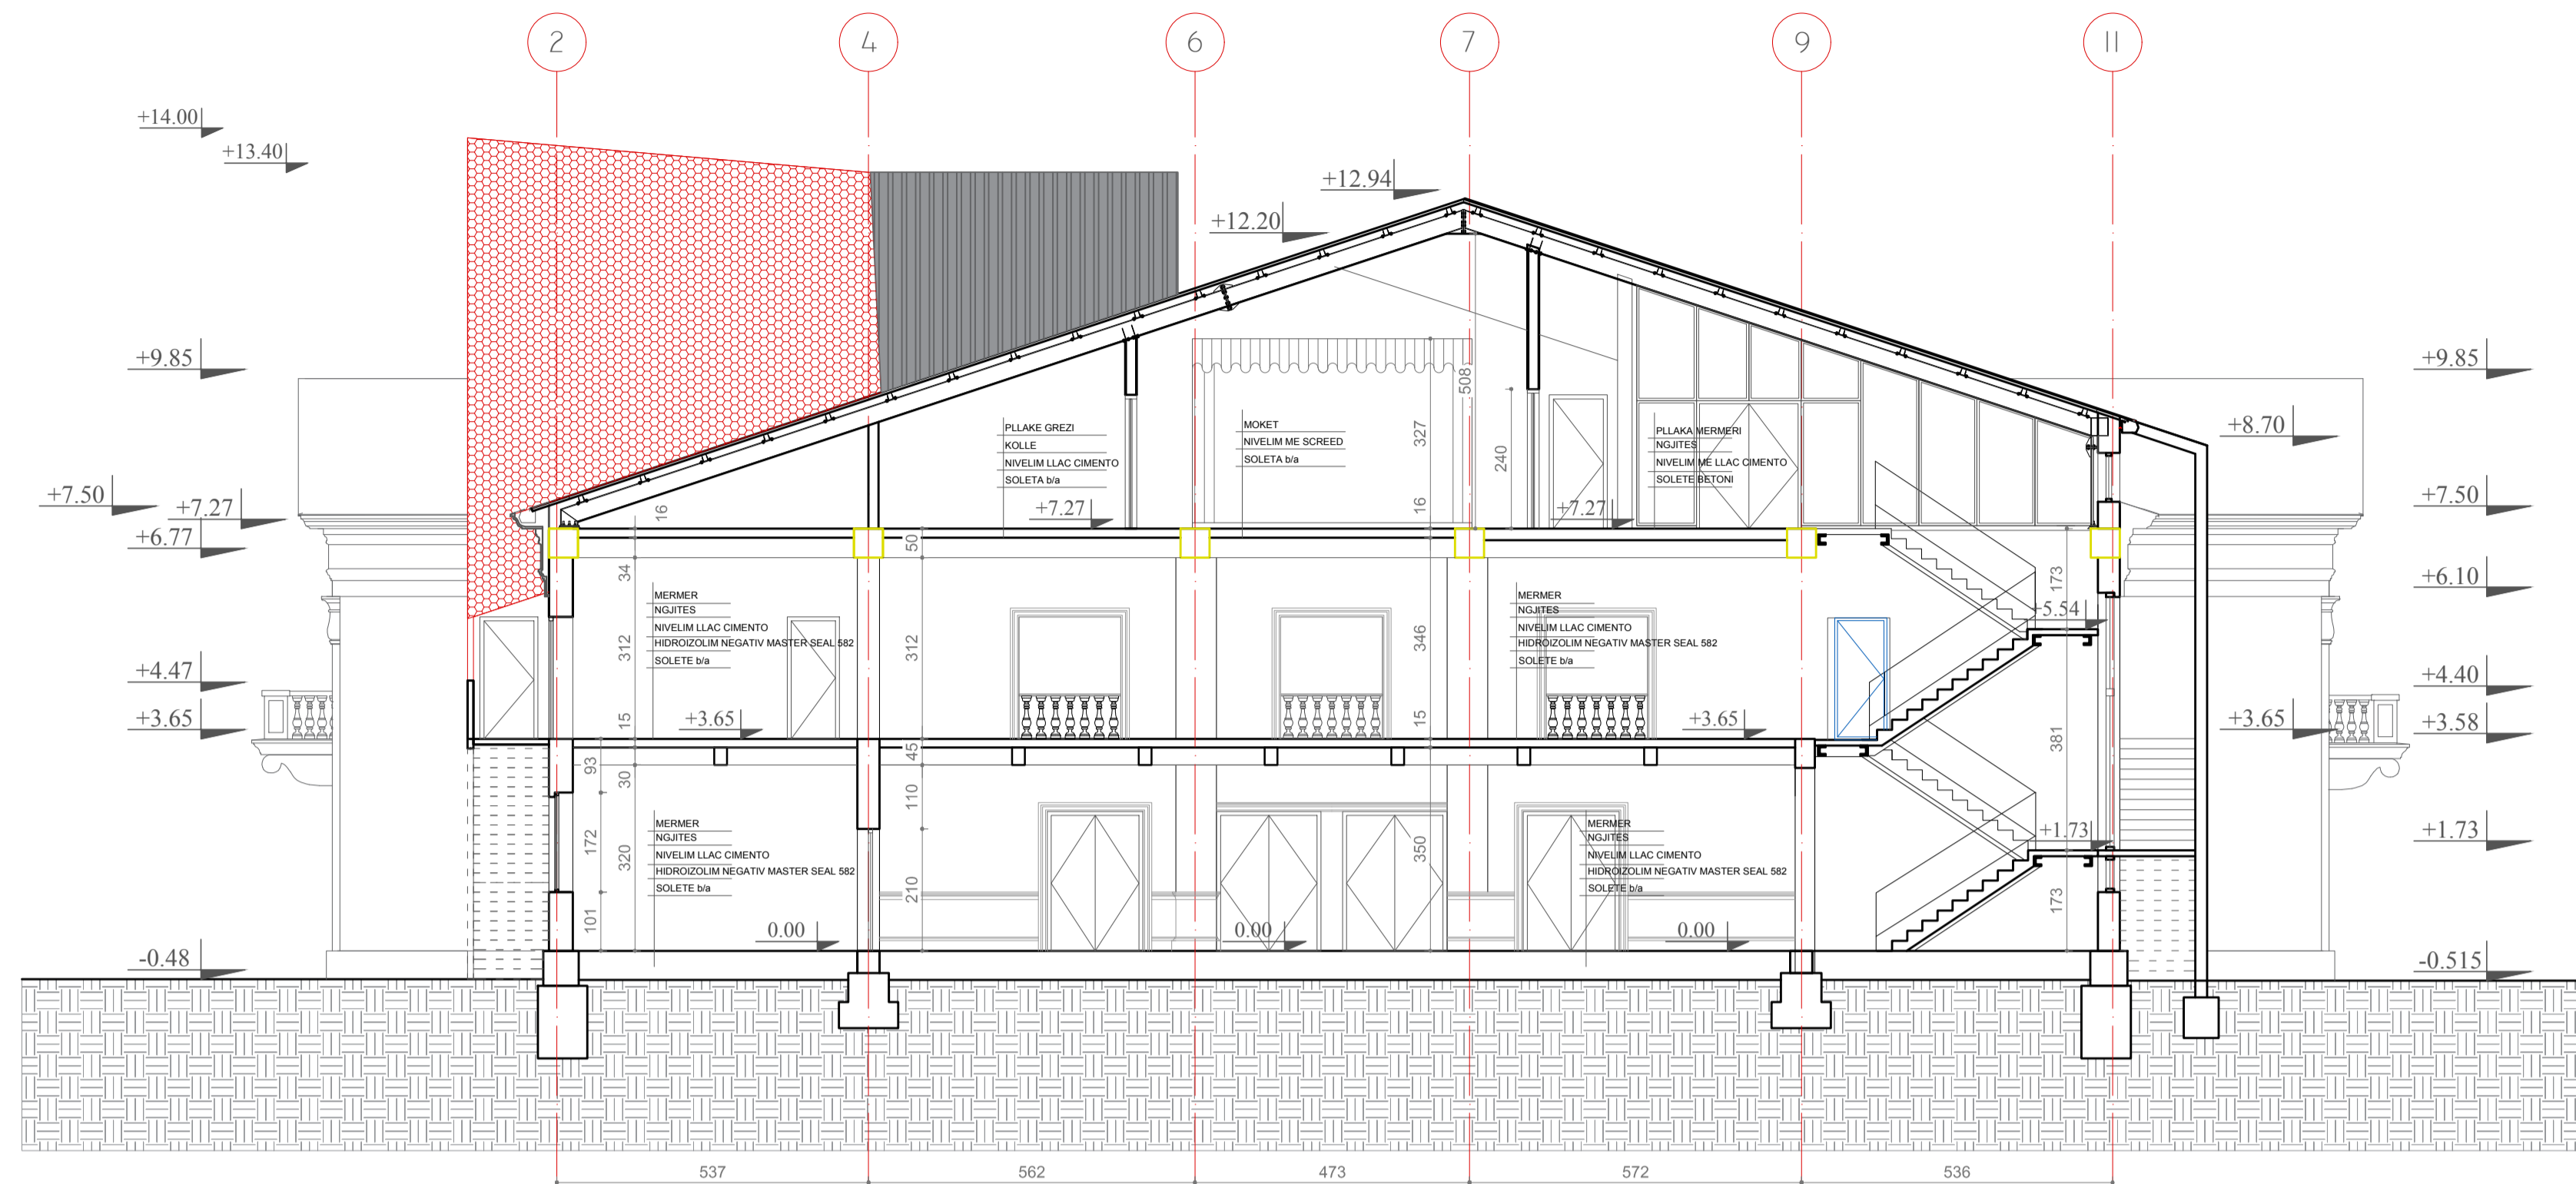 2 4 6 7 9 11
+14.00
+13.40
+12.94
+12.20
+9.85
+9.85
+8.70
+7.50
+7.27
+6.77
+7.50
+6.10
+4.47
+3.65
+4.40
+3.65
+3.58
+1.73
-0.48
-0.515
PLLAKE GREZI
KOLLE
NIVELIM LLAC CIMENTO
SOLETA b/a
MOKET
NIVELIM ME SCREED
SOLETA b/a
PLLAKA MERMERI
NGJITES
NIVELIM ME LLAC CIMENTO
SOLETE BETONI
508
327
240
16
16
+7.27
+7.27
50
34
312
312
346
173
15
15
MERMER
NGJITES
NIVELIM LLAC CIMENTO
HIDROIZOLIM NEGATIV MASTER SEAL 582
SOLETE b/a
MERMER
NGJITES
NIVELIM LLAC CIMENTO
HIDROIZOLIM NEGATIV MASTER SEAL 582
SOLETE b/a
+5.54
+3.65
+3.65
381
93
30
45
110
172
320
350
210
101
173
+1.73
MERMER
NGJITES
NIVELIM LLAC CIMENTO
HIDROIZOLIM NEGATIV MASTER SEAL 582
SOLETE b/a
MERMER
NGJITES
NIVELIM LLAC CIMENTO
HIDROIZOLIM NEGATIV MASTER SEAL 582
SOLETE b/a
0.00
0.00
0.00
537 562 473 572 536